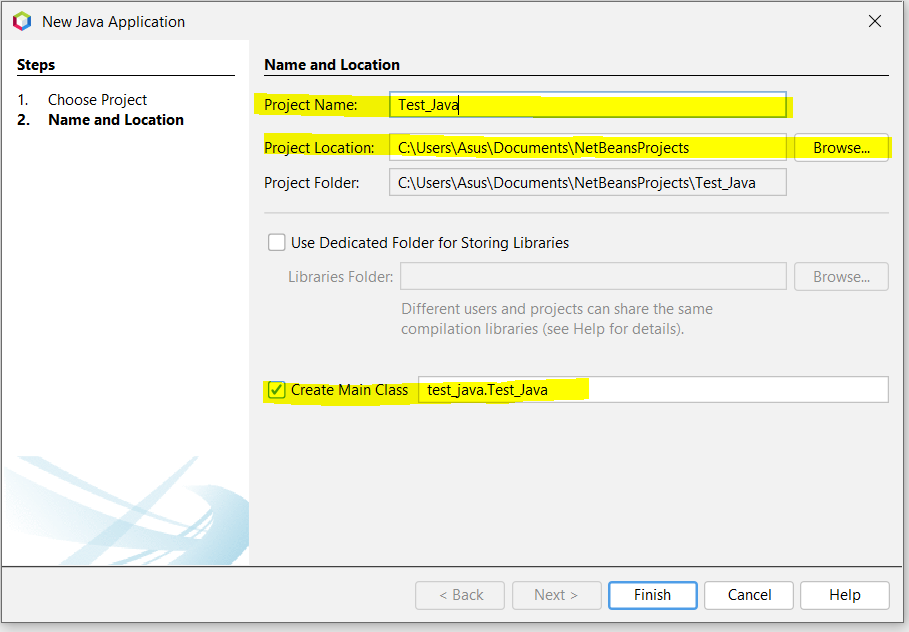 New Java Application
Steps
1. Choose Project
2. Name and Location
Name and Location
Project Name: Test_Java
Project Location: C:\Users\Asus\Documents\NetBeansProjects Browse...
Project Folder: C:\Users\Asus\Documents\NetBeansProjects\Test_Java
Use Dedicated Folder for Storing Libraries
Libraries Folder: Browse...
Different users and projects can share the same
compilation libraries (see Help for details).
Create Main Class test_java.Test_Java
< Back Next > Finish Cancel Help